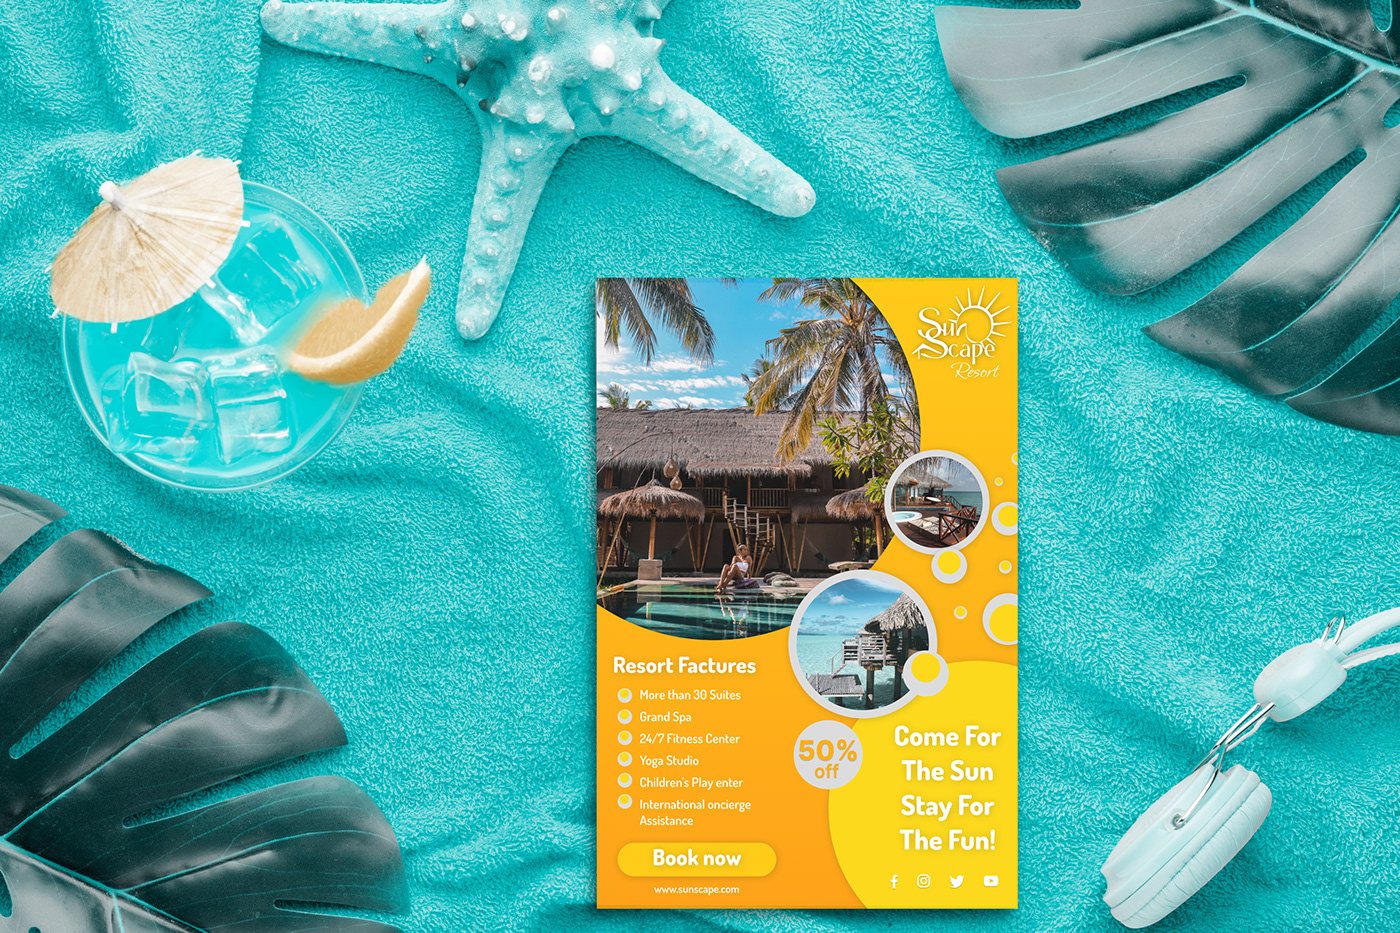 Sun
Scape
Resort
Resort Factures
More than 30 Suites
Grand Spa
24/7 Fitness Center
Yoga Studio
Children's Play enter
International oncierge
Assistance
Book now
www.sunscape.com
50%
off
Come For
The Sun
Stay For
The Fun!